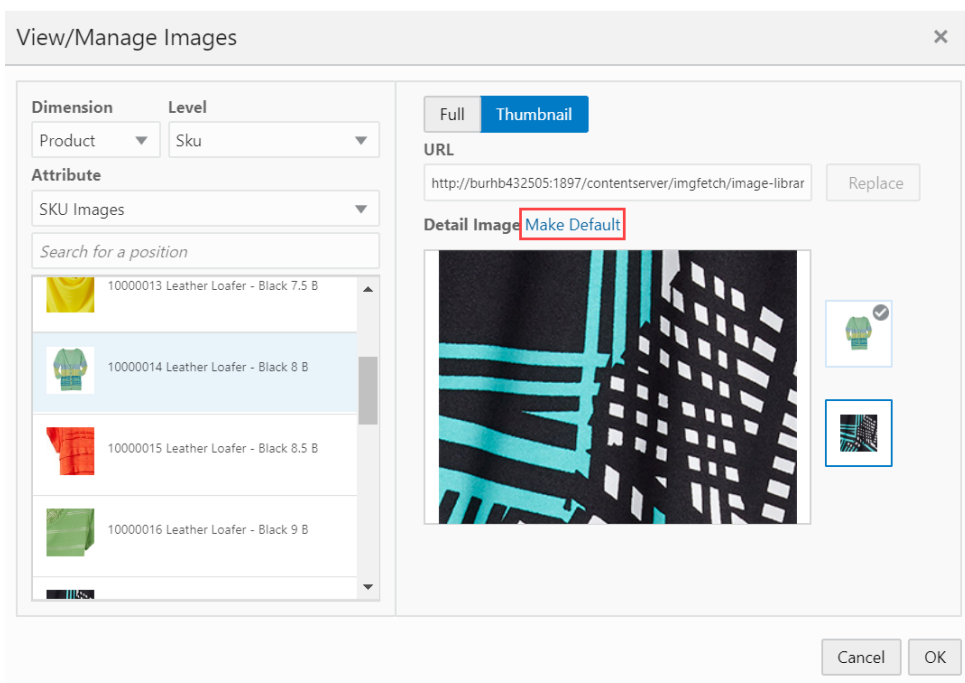 View/Manage Images
Dimension Level
Product Sku
Attribute
SKU Images
Search for a position
10000013 Leather Loafer - Black 7.5 B
10000014 Leather Loafer - Black 8 B
10000015 Leather Loafer - Black 8.5 B
10000016 Leather Loafer - Black 9 B
Full Thumbnail
URL
http://burhb432505:1897/contentserver/imgfetch/image-librar Replace
Detail Image Make Default
Cancel OK